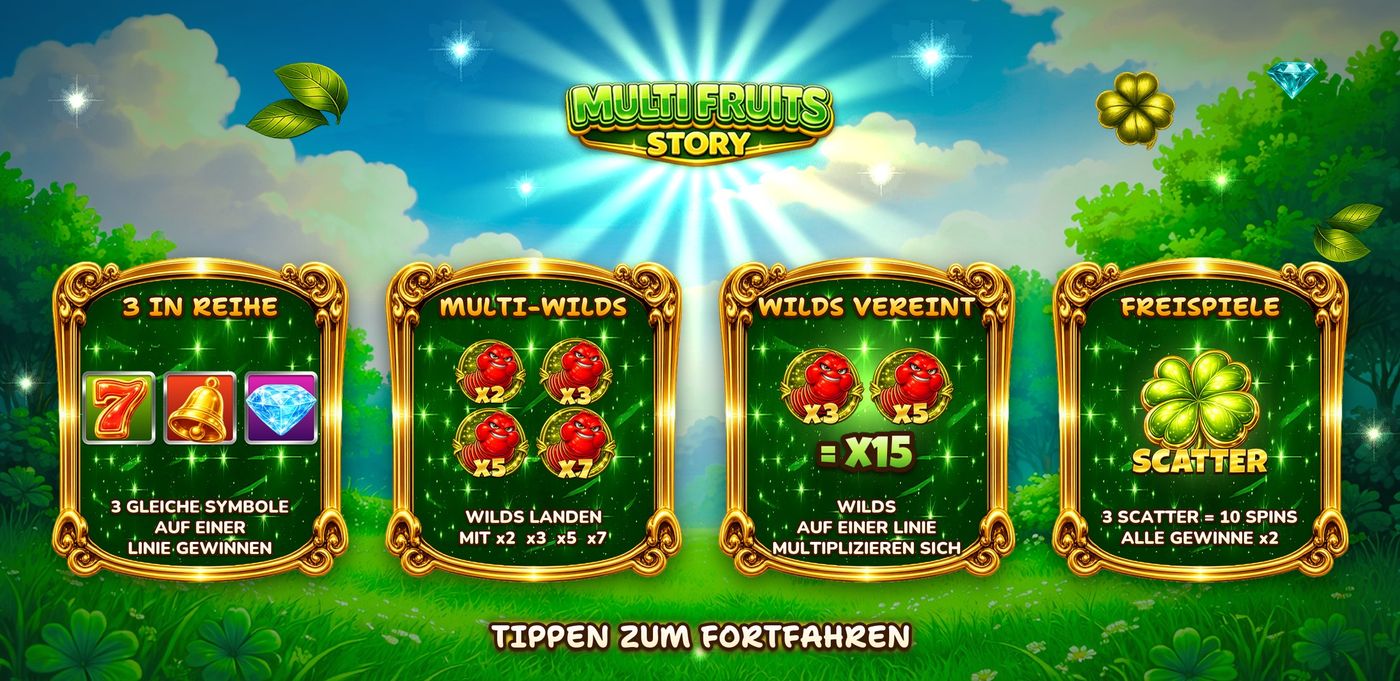 MULTI FRUITS
STORY
3 IN REIHE
7
3 GLEICHE SYMBOLE
AUF EINER
LINIE GEWINNEN
MULTI-WILDS
x2 x3
x5 x7
WILDS LANDEN
MIT x2 x3 x5 x7
WILDS VEREINT
x3 x5
= X15
WILDS
AUF EINER LINIE
MULTIPLIZIEREN SICH
FREISPIELE
SCATTER
3 SCATTER = 10 SPINS
ALLE GEWINNE x2
TIPPEN ZUM FORTFAHREN